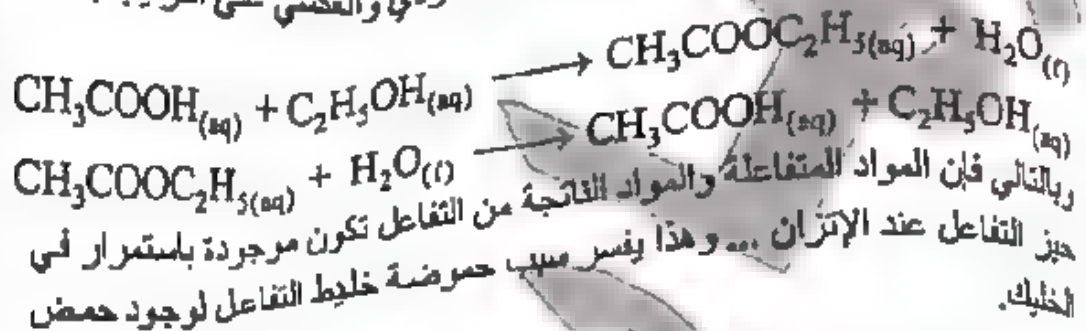 والعكسي على
CH₃COOH(aq) + C₂H₅OH(aq) → CH₃COOC₂H₅(aq) + H₂O(ℓ)
CH₃COOC₂H₅(aq) + H₂O(ℓ) → CH₃COOH(aq) + C₂H₅OH(aq)
وبالتالي فإن المواد المتفاعلة والمواد الناتجة من التفاعل تكون موجودة باستمرار في
حيز التفاعل عند الإتزان ... وهذا يفسر سبب حموضة خليط التفاعل لوجود حمض
الخليك.